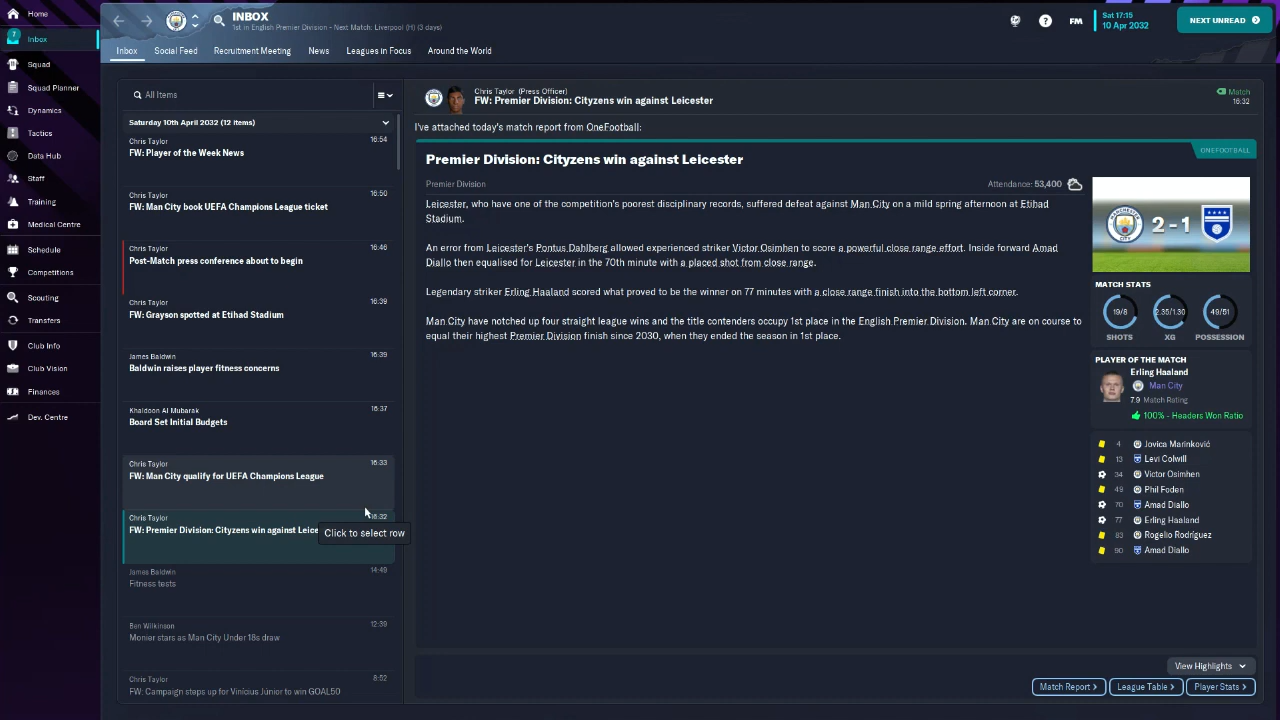 Home
Inbox
7
Squad
Squad Planner
Dynamics
Tactics
Data Hub
Staff
Training
Medical Centre
Schedule
Competitions
Scouting
Transfers
Club Info
Club Vision
Finances
Dev. Centre
INBOX
1st in English Premier Division - Next Match: Liverpool (H) (3 days)
FM
Sat 17:15
10 Apr 2032
NEXT UNREAD
Inbox Social Feed Recruitment Meeting News Leagues in Focus Around the World
All Items
Saturday 10th April 2032 (12 items)
Chris Taylor 16:54
FW: Player of the Week News
Chris Taylor 16:50
FW: Man City book UEFA Champions League ticket
Chris Taylor 16:46
Post-Match press conference about to begin
Chris Taylor 16:39
FW: Grayson spotted at Etihad Stadium
James Baldwin 16:39
Baldwin raises player fitness concerns
Khaldoon Al Mubarak 16:37
Board Set Initial Budgets
Chris Taylor 16:33
FW: Man City qualify for UEFA Champions League
Chris Taylor 16:32
FW: Premier Division: Cityzens win against Leice
Click to select row
James Baldwin 14:49
Fitness tests
Ben Wilkinson 12:39
Monier stars as Man City Under 18s draw
Chris Taylor 8:52
FW: Campaign steps up for Vinícius Júnior to win GOAL50
Chris Taylor (Press Officer)
FW: Premier Division: Cityzens win against Leicester
Match
16:32
I've attached today's match report from OneFootball:
ONEFOOTBALL
Premier Division: Cityzens win against Leicester
Premier Division Attendance: 53,400
Leicester, who have one of the competition's poorest disciplinary records, suffered defeat against Man City on a mild spring afternoon at Etihad
Stadium.
An error from Leicester's Pontus Dahlberg allowed experienced striker Victor Osimhen to score a powerful close range effort. Inside forward Amad
Diallo then equalised for Leicester in the 70th minute with a placed shot from close range.
Legendary striker Erling Haaland scored what proved to be the winner on 77 minutes with a close range finish into the bottom left corner.
Man City have notched up four straight league wins and the title contenders occupy 1st place in the English Premier Division. Man City are on course to
equal their highest Premier Division finish since 2030, when they ended the season in 1st place.
2-1
MATCH STATS
19/8 2.35/1.30 49/51
SHOTS XG POSSESSION
PLAYER OF THE MATCH
Erling Haaland
Man City
7.9 Match Rating
100% - Headers Won Ratio
4 Jovica Marinković
13 Levi Colwill
34 Victor Osimhen
49 Phil Foden
70 Amad Diallo
77 Erling Haaland
83 Rogelio Rodríguez
90 Amad Diallo
View Highlights
Match Report League Table Player Stats